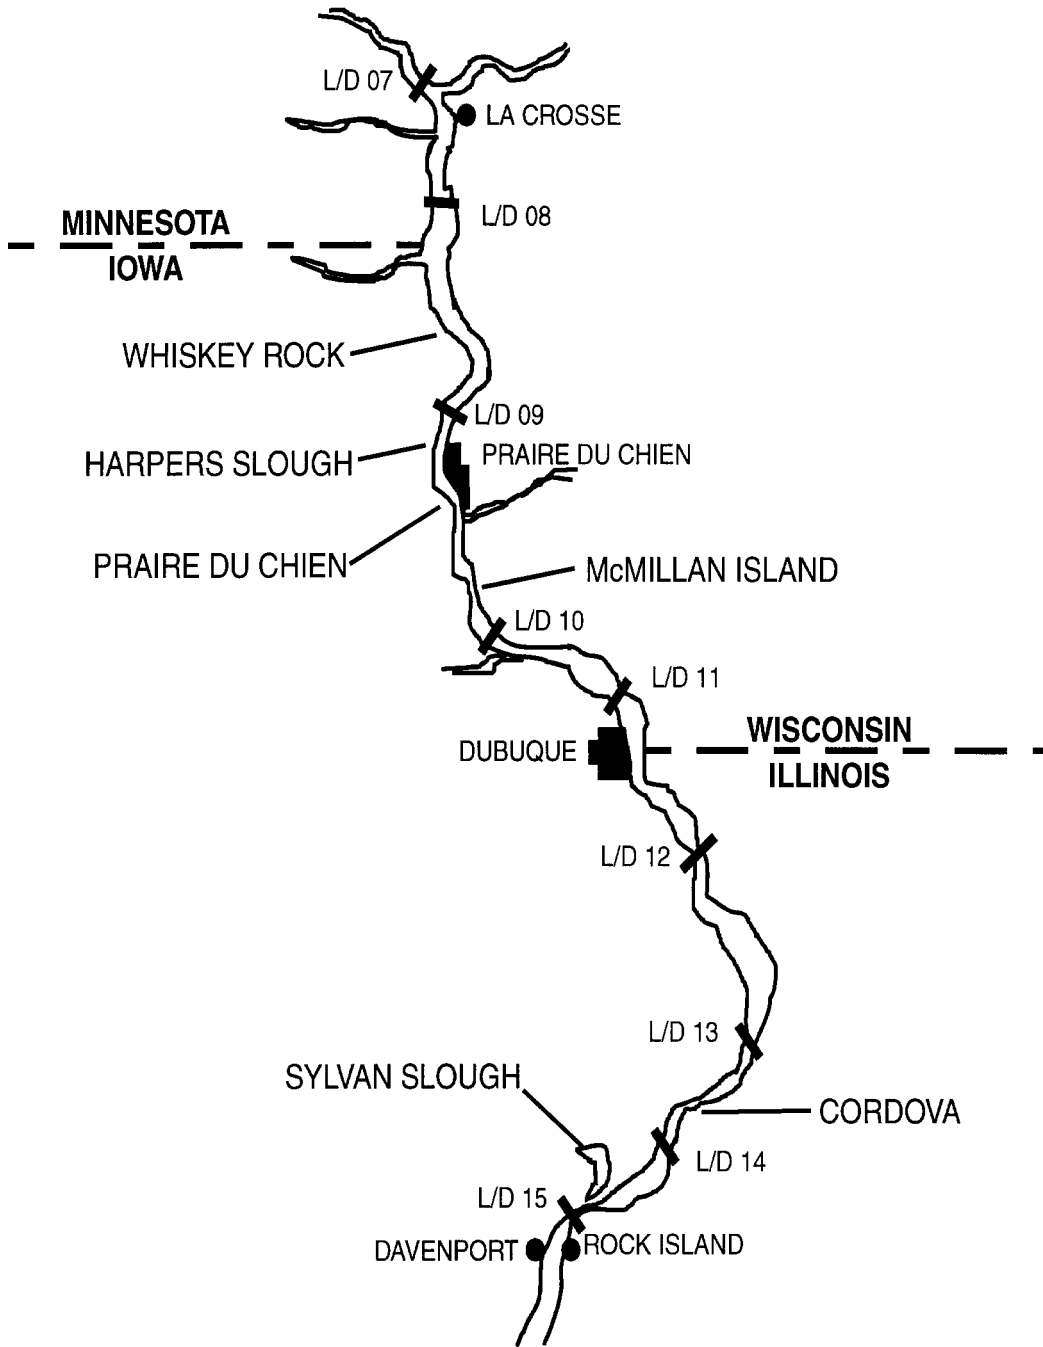 L/D 07
LA CROSSE
L/D 08
MINNESOTA
IOWA
WHISKEY ROCK
L/D 09
HARPERS SLOUGH
PRAIRE DU CHIEN
PRAIRE DU CHIEN
McMILLAN ISLAND
L/D 10
L/D 11
DUBUQUE
WISCONSIN
ILLINOIS
L/D 12
L/D 13
SYLVAN SLOUGH
CORDOVA
L/D 14
L/D 15
DAVENPORT
ROCK ISLAND